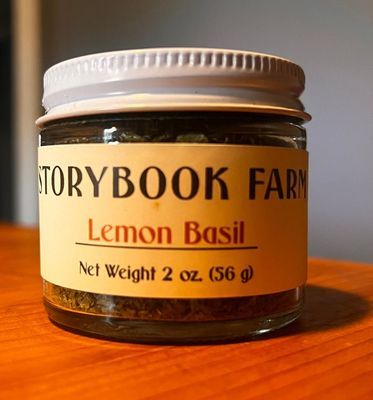 STORYBOOK FARM
Lemon Basil
Net Weight 2 oz. (56 g)